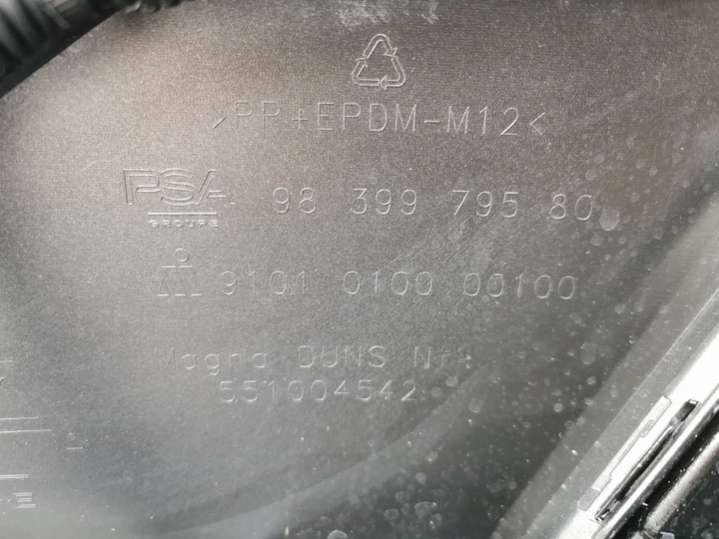 >PP+EPDM-M12<
PSA 98 399 795 80
GROUPE
9101 0100 00100
Magna DUNS Nr:
551004542